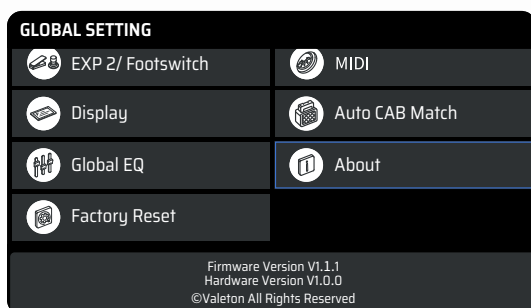 GLOBAL SETTING
EXP 2/ Footswitch
MIDI
Display
Auto CAB Match
Global EQ
About
Factory Reset
Firmware Version V1.1.1
Hardware Version V1.0.0
©Valeton All Rights Reserved